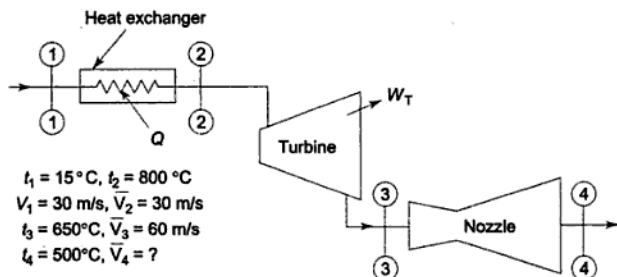 Heat exchanger
1
2
1
2
Q
W_T
Turbine
3
4
Nozzle
3
4
t₁ = 15°C, t₂ = 800 °C
V₁ = 30 m/s, V̅₂ = 30 m/s
t₃ = 650°C, V̅₃ = 60 m/s
t₄ = 500°C, V̅₄ = ?